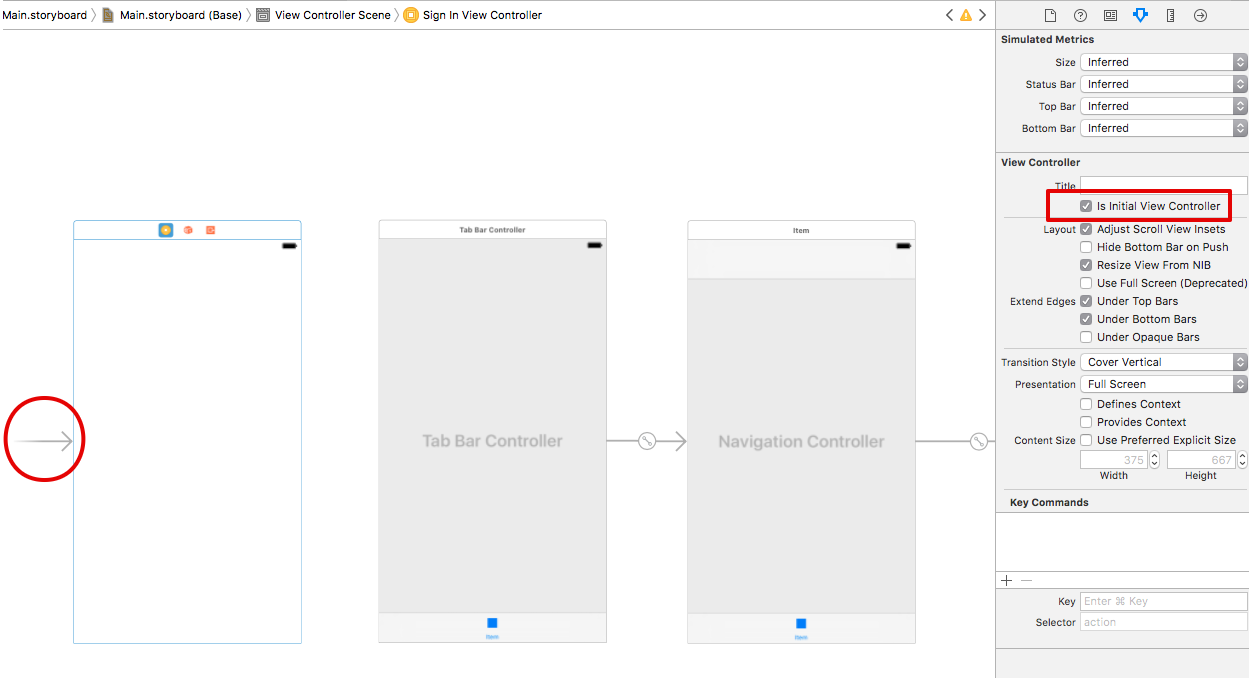 Main.storyboard Main.storyboard (Base) View Controller Scene Sign In View Controller
Tab Bar Controller
Item
Tab Bar Controller
Navigation Controller
Item
Item
Simulated Metrics
Size Inferred
Status Bar Inferred
Top Bar Inferred
Bottom Bar Inferred
View Controller
Title
Is Initial View Controller
Layout Adjust Scroll View Insets
Hide Bottom Bar on Push
Resize View From NIB
Use Full Screen (Deprecated)
Extend Edges Under Top Bars
Under Bottom Bars
Under Opaque Bars
Transition Style Cover Vertical
Presentation Full Screen
Defines Context
Provides Context
Content Size Use Preferred Explicit Size
375 667
Width Height
Key Commands
Key Enter ⌘ Key
Selector action